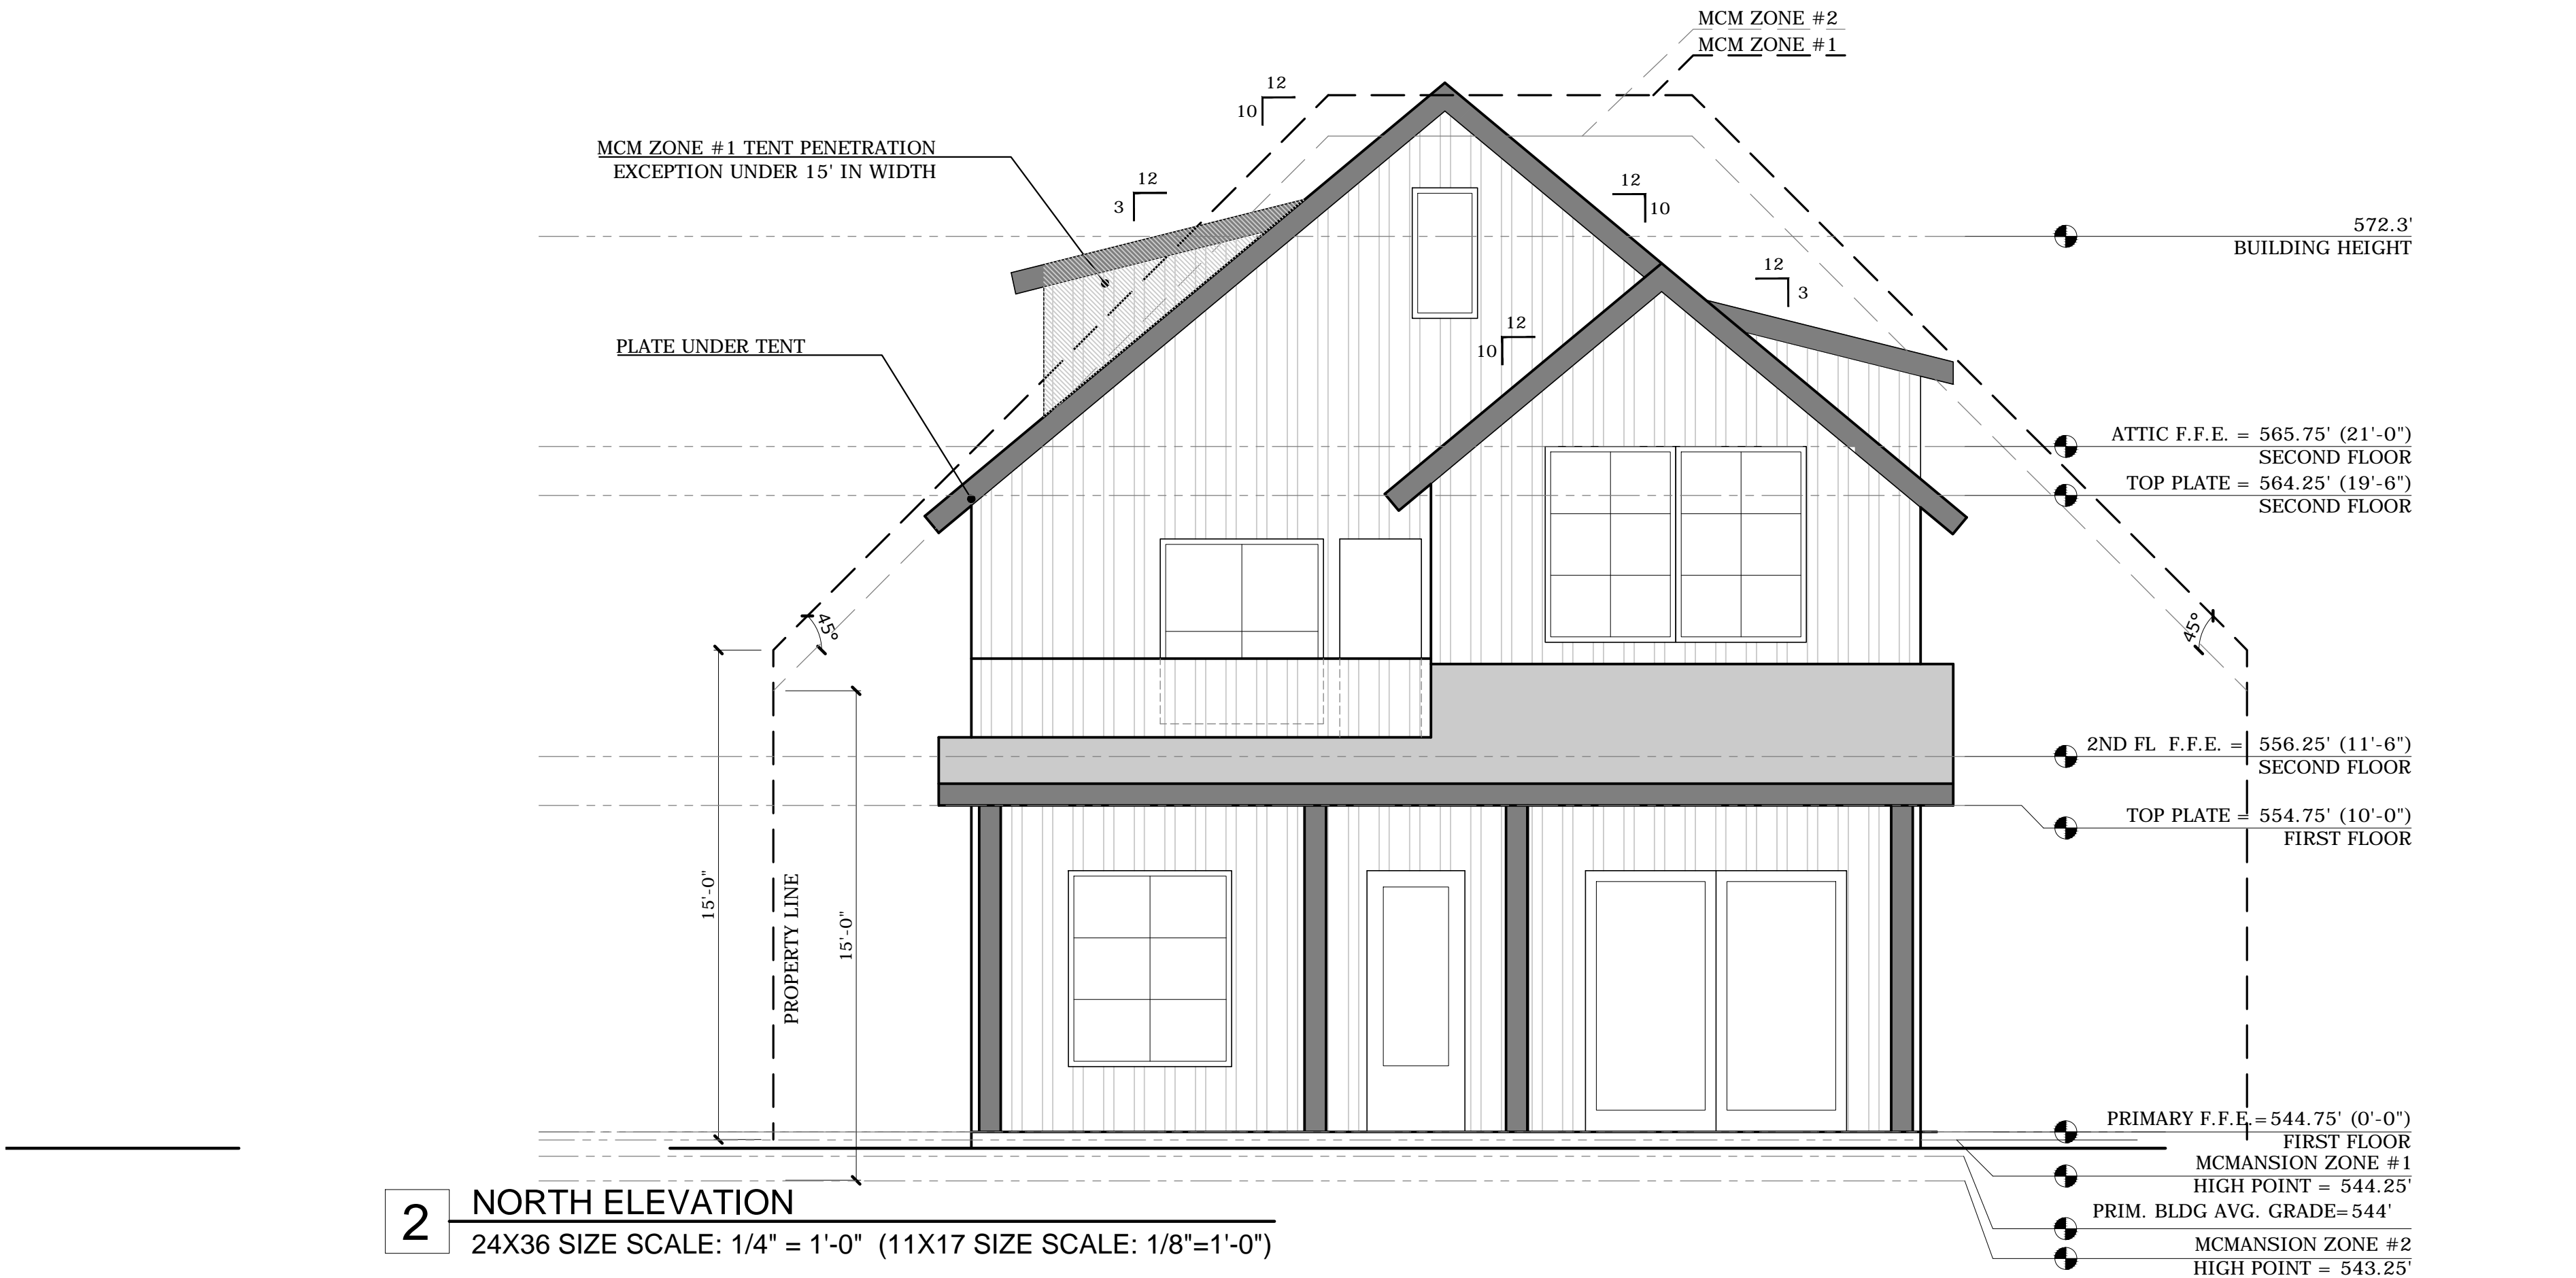 MCM ZONE #2
MCM ZONE #1
12
10
MCM ZONE #1 TENT PENETRATION
EXCEPTION UNDER 15' IN WIDTH
12
3
12
10
572.3'
BUILDING HEIGHT
12
3
12
10
PLATE UNDER TENT
ATTIC F.F.E. = 565.75' (21'-0")
SECOND FLOOR
TOP PLATE = 564.25' (19'-6")
SECOND FLOOR
45°
45°
2ND FL F.F.E. = 556.25' (11'-6")
SECOND FLOOR
TOP PLATE = 554.75' (10'-0")
FIRST FLOOR
15'-0"
PROPERTY LINE
15'-0"
PRIMARY F.F.E.=544.75' (0'-0")
FIRST FLOOR
MCMANSION ZONE #1
HIGH POINT = 544.25'
PRIM. BLDG AVG. GRADE=544'
MCMANSION ZONE #2
HIGH POINT = 543.25'
2
NORTH ELEVATION
24X36 SIZE SCALE: 1/4" = 1'-0" (11X17 SIZE SCALE: 1/8"=1'-0")